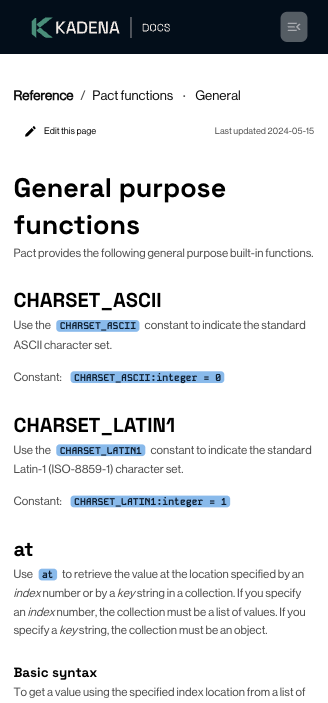 KADENA DOCS
Reference / Pact functions · General
Edit this page Last updated 2024-05-15
General purpose
functions
Pact provides the following general purpose built-in functions.
CHARSET_ASCII
Use the CHARSET_ASCII constant to indicate the standard
ASCII character set.
Constant: CHARSET_ASCII:integer = 0
CHARSET_LATIN1
Use the CHARSET_LATIN1 constant to indicate the standard
Latin-1 (ISO-8859-1) character set.
Constant: CHARSET_LATIN1:integer = 1
at
Use at to retrieve the value at the location specified by an
index number or by a key string in a collection. If you specify
an index number, the collection must be a list of values. If you
specify a key string, the collection must be an object.
Basic syntax
To get a value using the specified index location from a list of